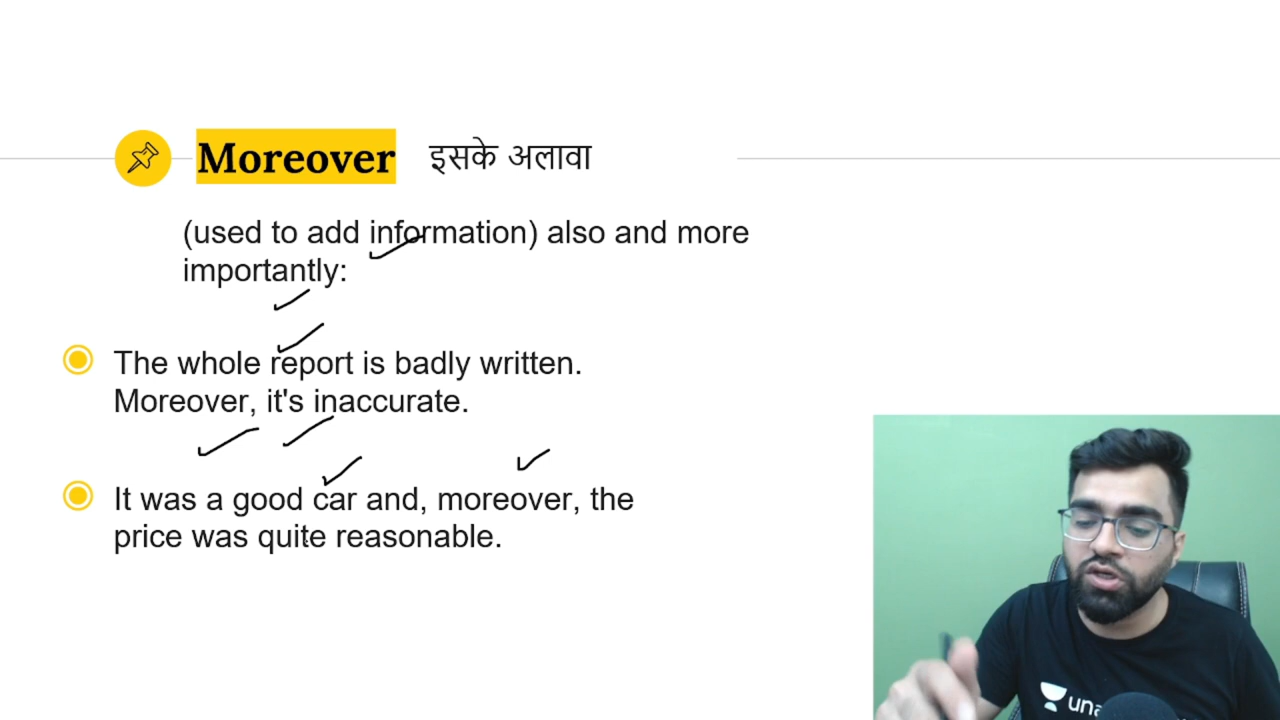 Moreover इसके अलावा
(used to add information) also and more
importantly:
The whole report is badly written.
Moreover, it's inaccurate.
It was a good car and, moreover, the
price was quite reasonable.
una